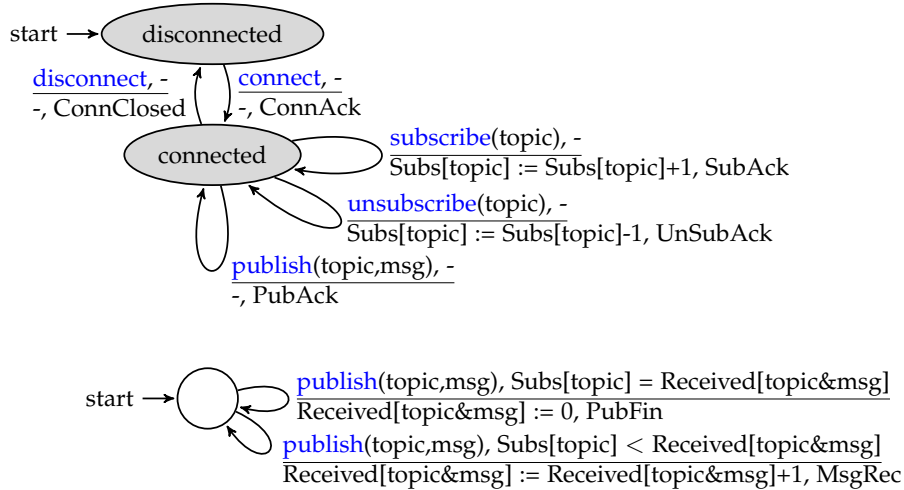 start
disconnected
disconnect, -
-, ConnClosed
connect, -
-, ConnAck
connected
subscribe(topic), -
Subs[topic] := Subs[topic]+1, SubAck
unsubscribe(topic), -
Subs[topic] := Subs[topic]-1, UnSubAck
publish(topic,msg), -
-, PubAck
start
publish(topic,msg), Subs[topic] = Received[topic&msg]
Received[topic&msg] := 0, PubFin
publish(topic,msg), Subs[topic] < Received[topic&msg]
Received[topic&msg] := Received[topic&msg]+1, MsgRec